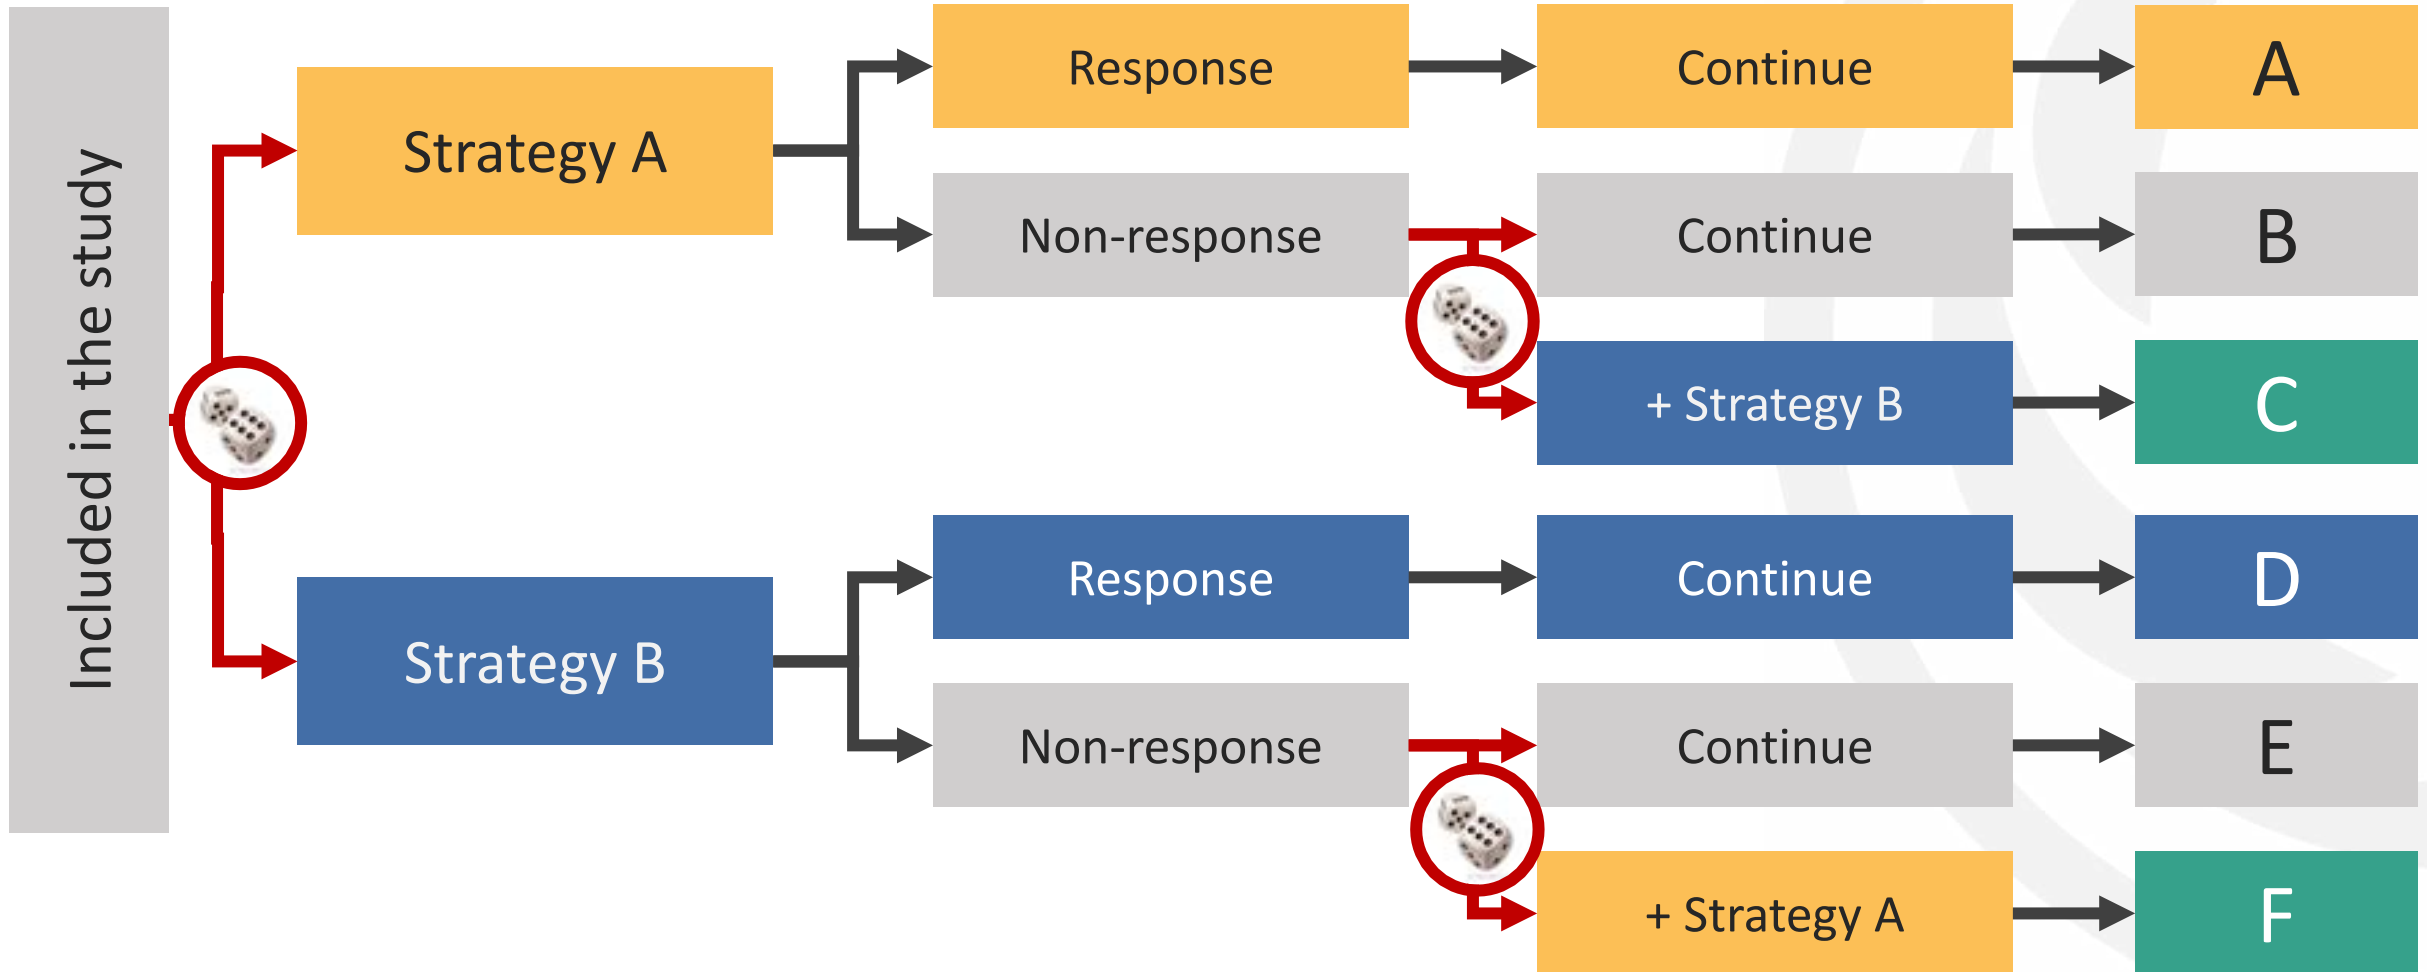 Included in the study
Strategy A
Response
Continue
A
Non-response
Continue
B
+ Strategy B
C
Strategy B
Response
Continue
D
Non-response
Continue
E
+ Strategy A
F